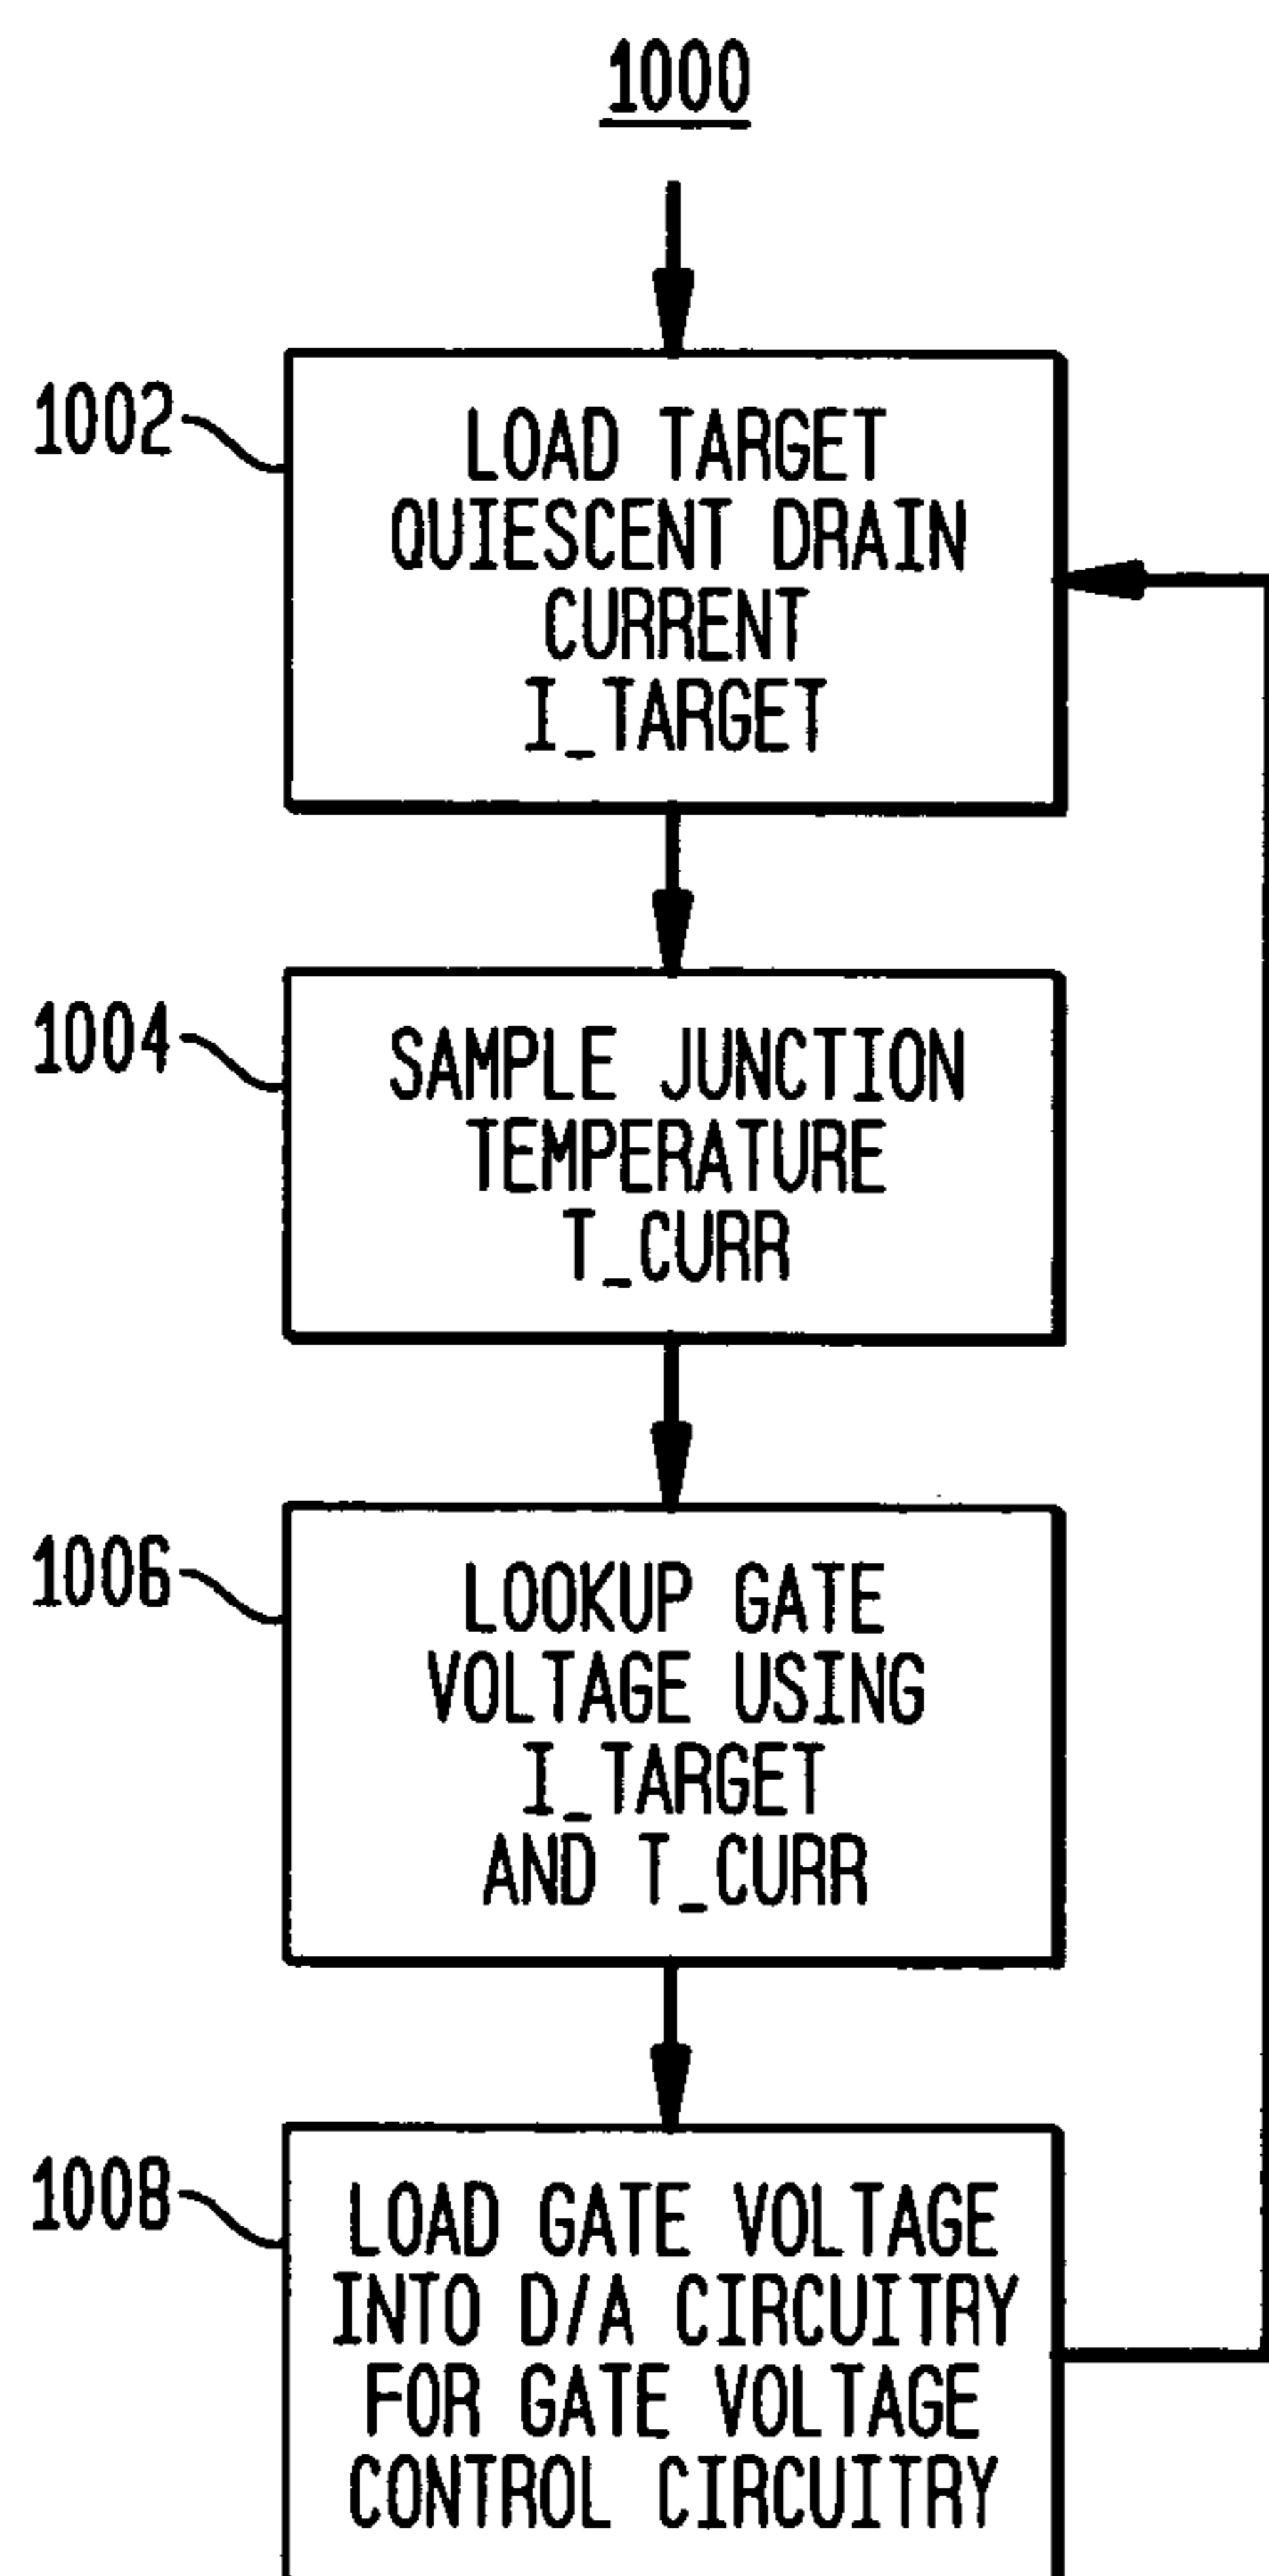 1000
1002
LOAD TARGET
QUIESCENT DRAIN
CURRENT
I_TARGET
1004
SAMPLE JUNCTION
TEMPERATURE
T_CURR
1006
LOOKUP GATE
VOLTAGE USING
I_TARGET
AND T_CURR
1008
LOAD GATE VOLTAGE
INTO D/A CIRCUITRY
FOR GATE VOLTAGE
CONTROL CIRCUITRY